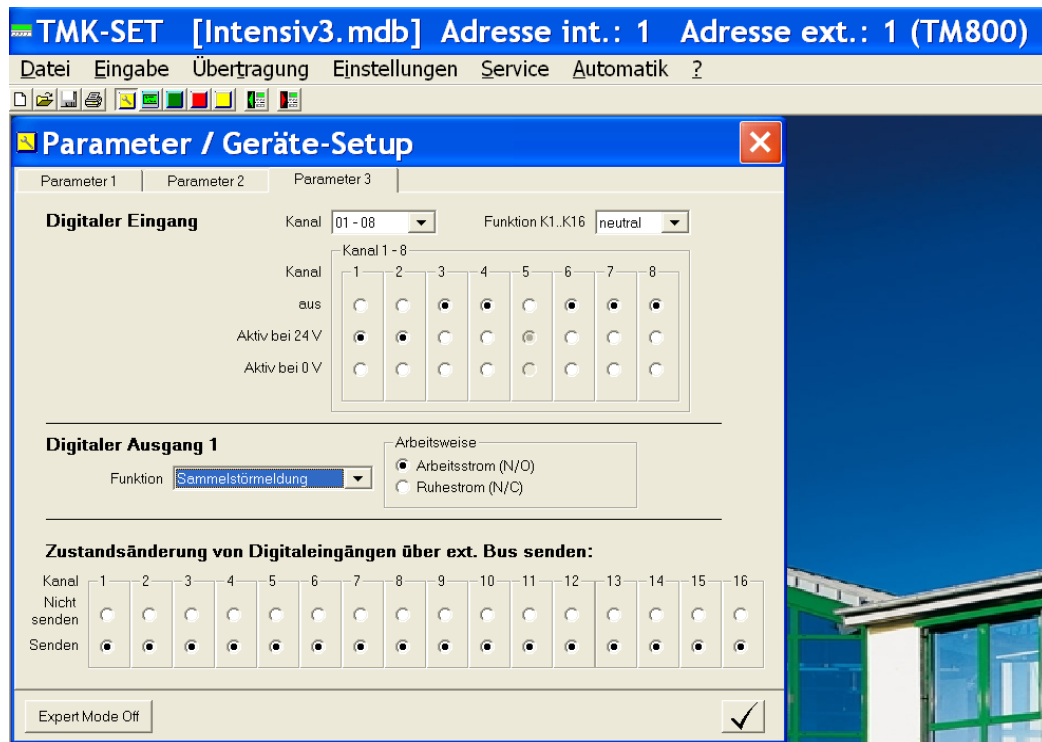 TMK-SET [Intensiv3.mdb] Adresse int.: 1 Adresse ext.: 1 (TM800)
Datei Eingabe Übertragung Einstellungen Service Automatik ?
Parameter / Geräte-Setup
Parameter 1 Parameter 2 Parameter 3
Digitaler Eingang Kanal 01 - 08 Funktion K1..K16 neutral
Kanal 1 - 8
Kanal 1 2 3 4 5 6 7 8
aus
Aktiv bei 24 V
Aktiv bei 0 V
Digitaler Ausgang 1
Funktion Sammelstörmeldung
Arbeitsweise
Arbeitsstrom (N/O)
Ruhestrom (N/C)
Zustandsänderung von Digitaleingängen über ext. Bus senden:
Kanal 1 2 3 4 5 6 7 8 9 10 11 12 13 14 15 16
Nicht
senden
Senden
Expert Mode Off